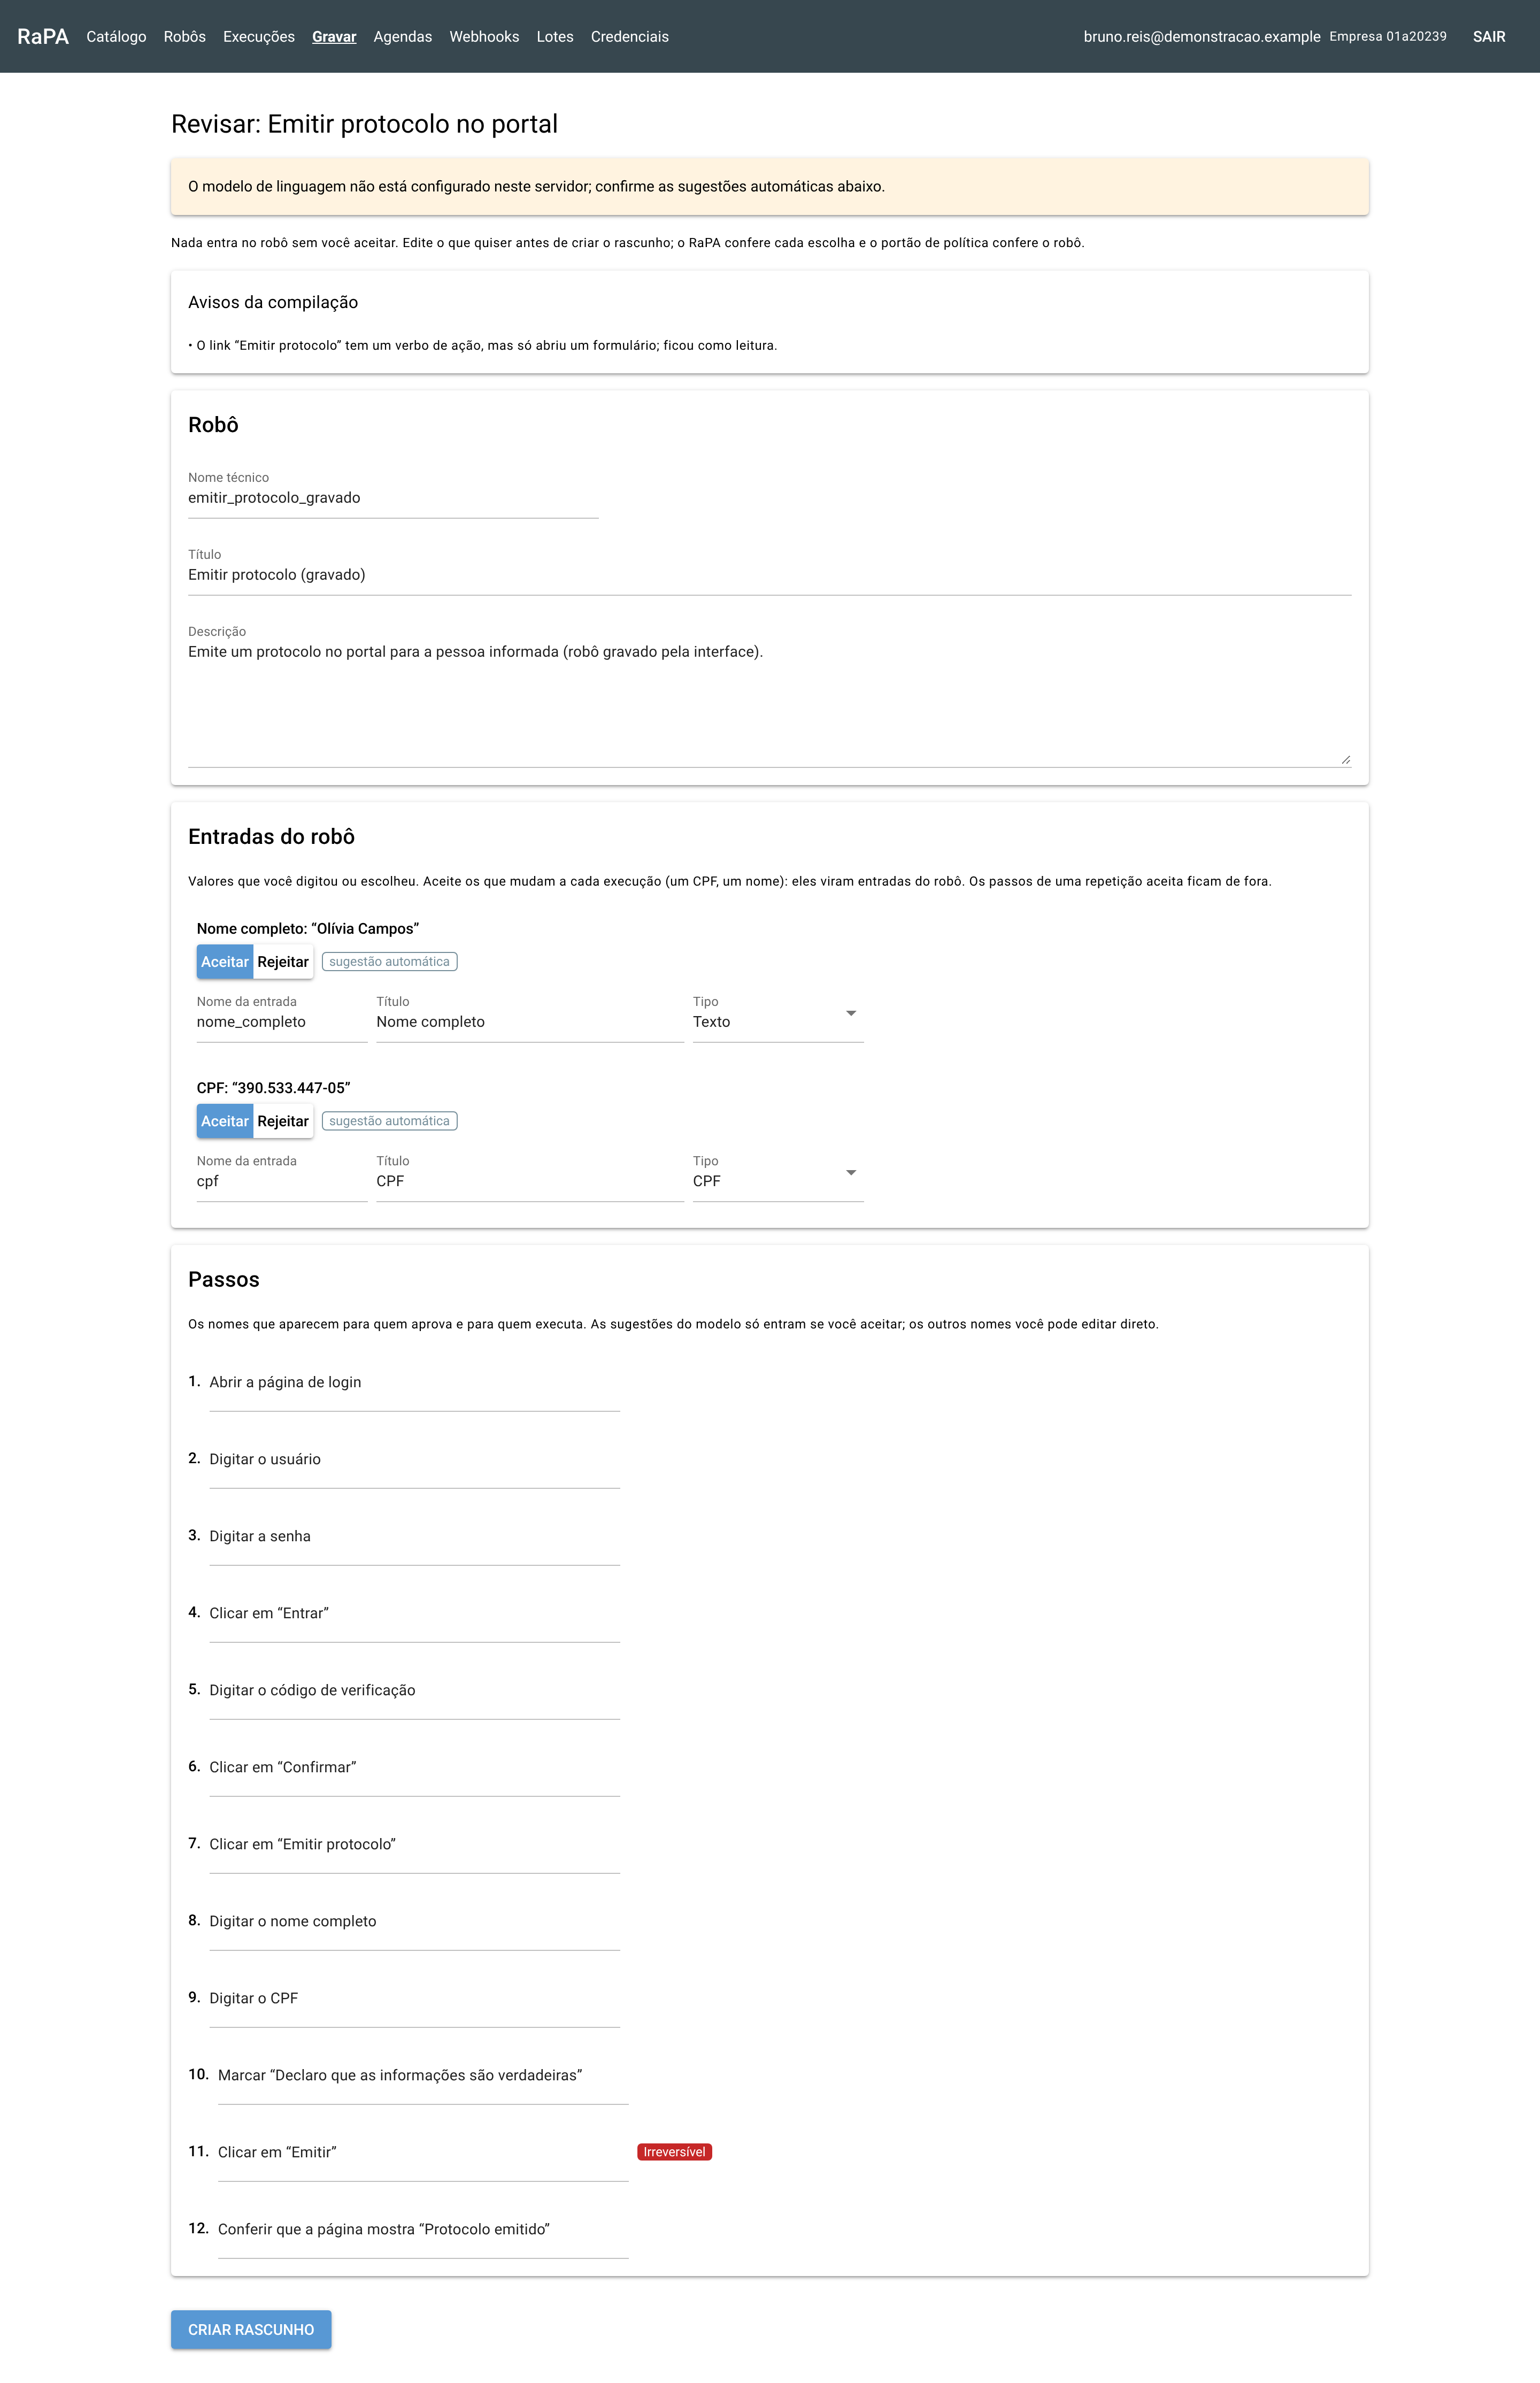 RaPA Catálogo Robôs Execuções Gravar Agendas Webhooks Lotes Credenciais bruno.reis@demonstracao.example Empresa 01a20239 SAIR
Revisar: Emitir protocolo no portal
O modelo de linguagem não está configurado neste servidor; confirme as sugestões automáticas abaixo.
Nada entra no robô sem você aceitar. Edite o que quiser antes de criar o rascunho; o RaPA confere cada escolha e o portão de política confere o robô.
Avisos da compilação
• O link “Emitir protocolo” tem um verbo de ação, mas só abriu um formulário; ficou como leitura.
Robô
Nome técnico
emitir_protocolo_gravado
Título
Emitir protocolo (gravado)
Descrição
Emite um protocolo no portal para a pessoa informada (robô gravado pela interface).
Entradas do robô
Valores que você digitou ou escolheu. Aceite os que mudam a cada execução (um CPF, um nome): eles viram entradas do robô. Os passos de uma repetição aceita ficam de fora.
Nome completo: “Olívia Campos”
Aceitar Rejeitar sugestão automática
Nome da entrada Título Tipo
nome_completo Nome completo Texto
CPF: “390.533.447-05”
Aceitar Rejeitar sugestão automática
Nome da entrada Título Tipo
cpf CPF CPF
Passos
Os nomes que aparecem para quem aprova e para quem executa. As sugestões do modelo só entram se você aceitar; os outros nomes você pode editar direto.
1. Abrir a página de login
2. Digitar o usuário
3. Digitar a senha
4. Clicar em “Entrar”
5. Digitar o código de verificação
6. Clicar em “Confirmar”
7. Clicar em “Emitir protocolo”
8. Digitar o nome completo
9. Digitar o CPF
10. Marcar “Declaro que as informações são verdadeiras”
11. Clicar em “Emitir” Irreversível
12. Conferir que a página mostra “Protocolo emitido”
CRIAR RASCUNHO